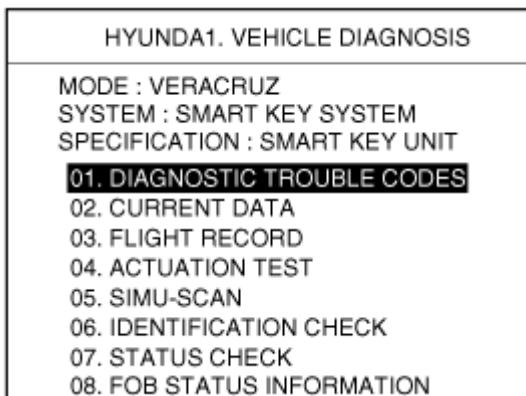 HYUNDA1. VEHICLE DIAGNOSIS
MODE : VERACRUZ
SYSTEM : SMART KEY SYSTEM
SPECIFICATION : SMART KEY UNIT
01. DIAGNOSTIC TROUBLE CODES
02. CURRENT DATA
03. FLIGHT RECORD
04. ACTUATION TEST
05. SIMU-SCAN
06. IDENTIFICATION CHECK
07. STATUS CHECK
08. FOB STATUS INFORMATION